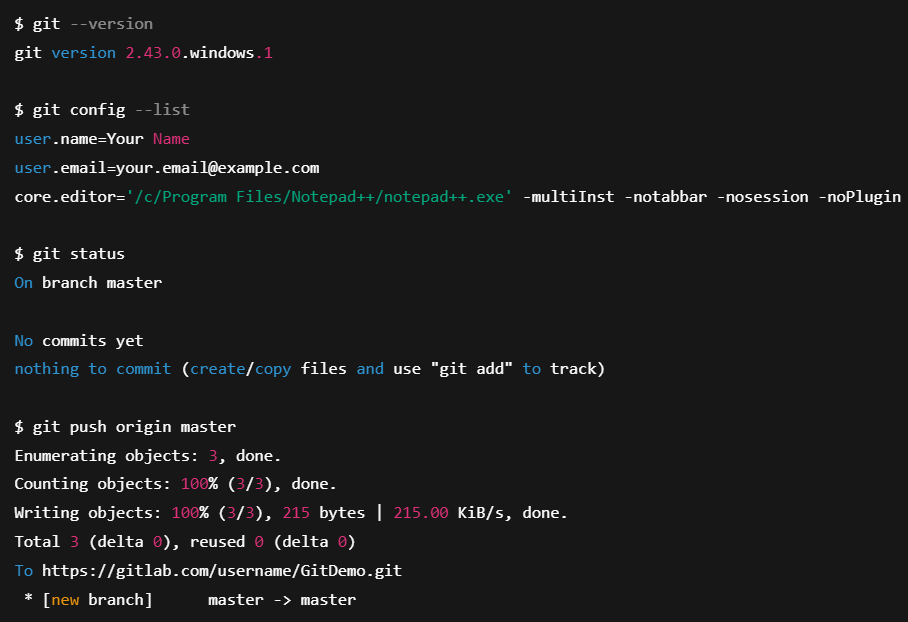 $ git --version
git version 2.43.0.windows.1
$ git config --list
user.name=Your Name
user.email=your.email@example.com
core.editor='/c/Program Files/Notepad++/notepad++.exe' -multiInst -notabbar -nosession -noPlugin
$ git status
On branch master
No commits yet
nothing to commit (create/copy files and use "git add" to track)
$ git push origin master
Enumerating objects: 3, done.
Counting objects: 100% (3/3), done.
Writing objects: 100% (3/3), 215 bytes | 215.00 KiB/s, done.
Total 3 (delta 0), reused 0 (delta 0)
To https://gitlab.com/username/GitDemo.git
 * [new branch]      master -> master